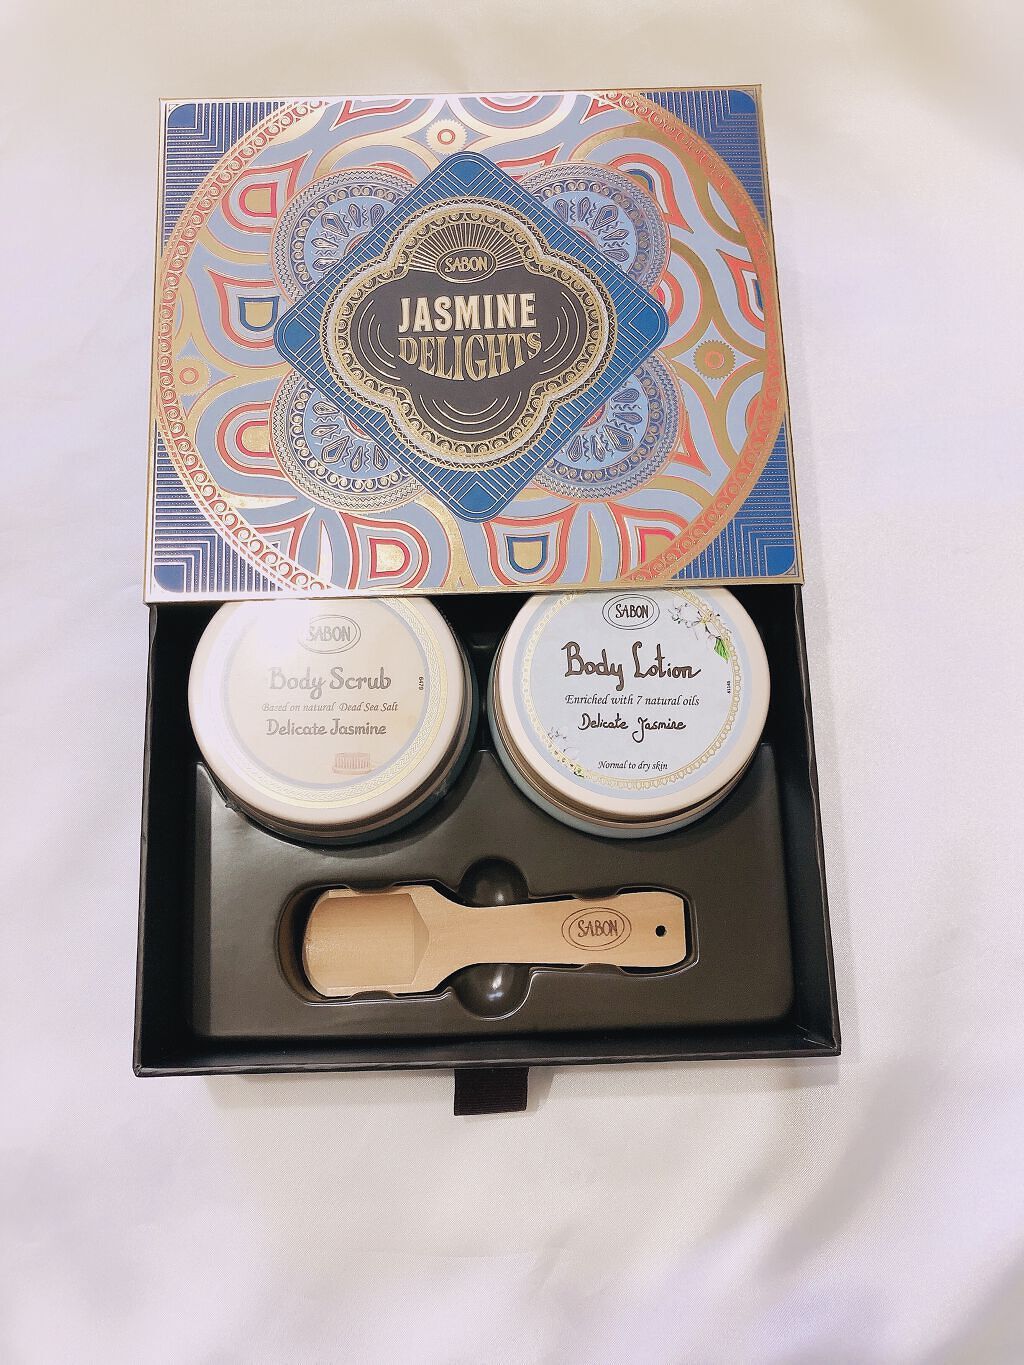 SABON
JASMINE
DELIGHTS
SABON
Body Scrub
Based on natural Dead Sea Salt
Delicate Jasmine
SABON
Body Lotion
Enriched with 7 natural oils
Delicate Jasmine
Normal to dry skin
SABON